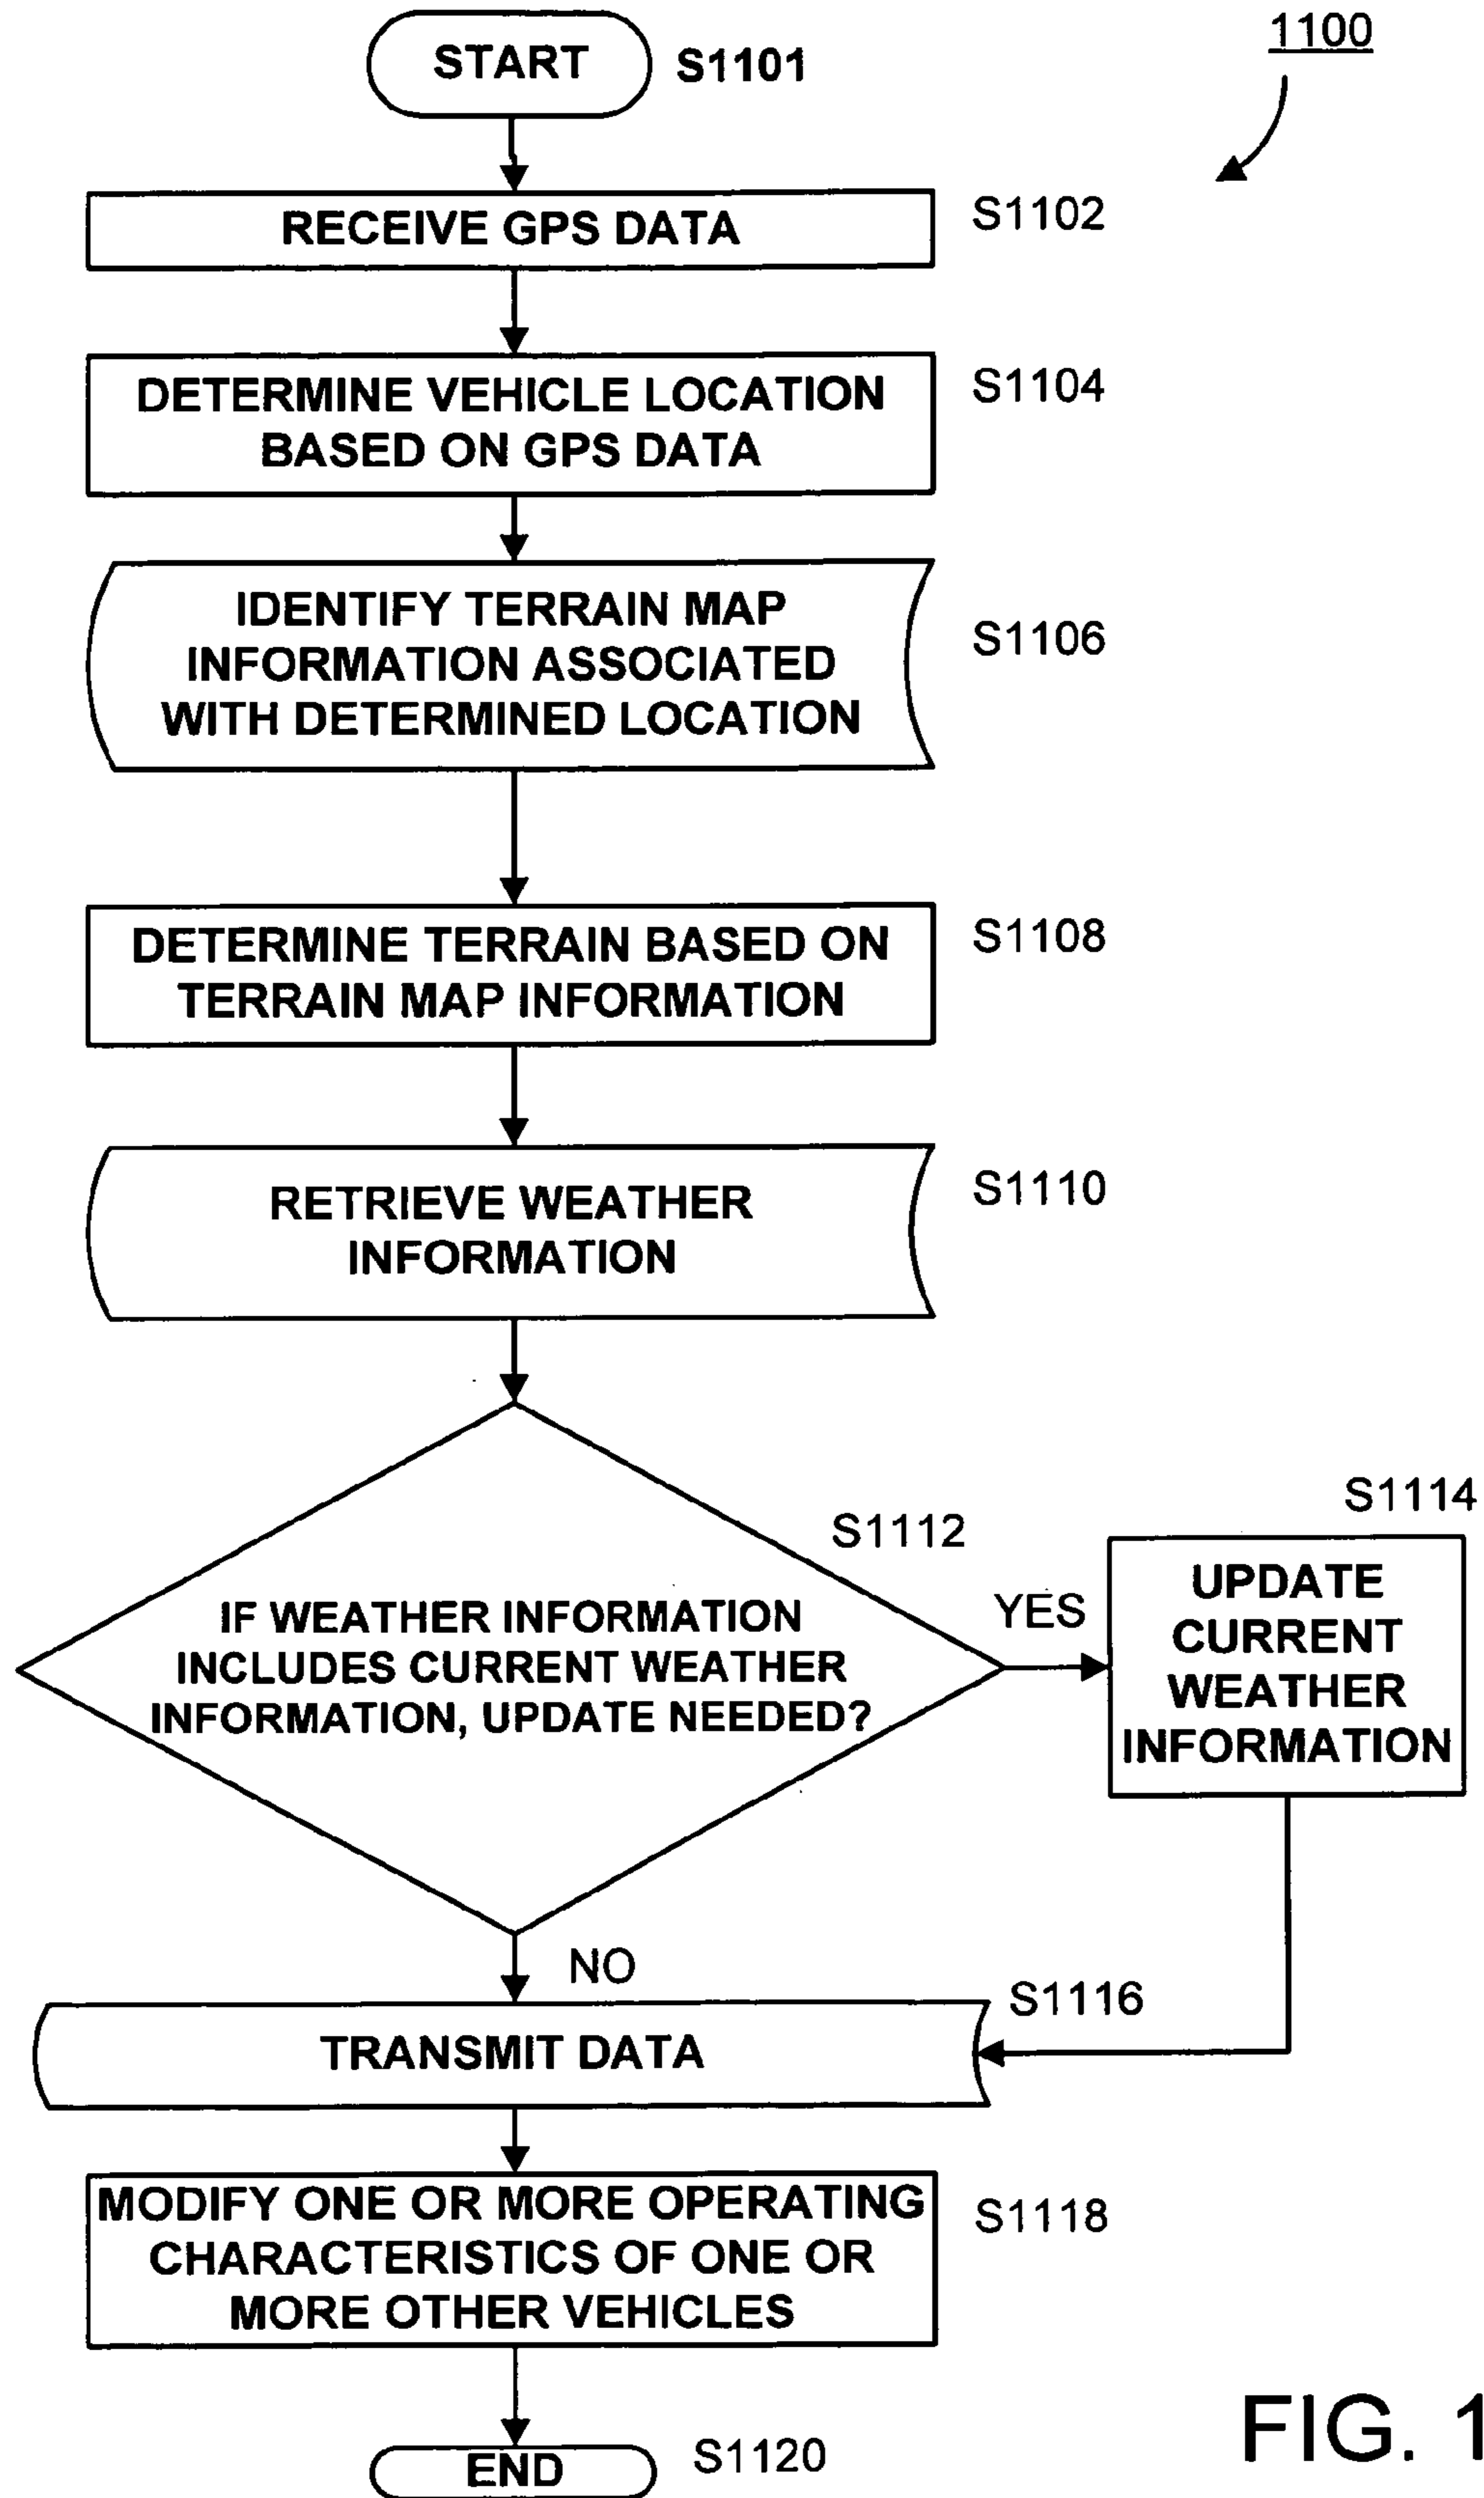 START
S1101
1100
RECEIVE GPS DATA
S1102
DETERMINE VEHICLE LOCATION
BASED ON GPS DATA
S1104
IDENTIFY TERRAIN MAP
INFORMATION ASSOCIATED
WITH DETERMINED LOCATION
S1106
DETERMINE TERRAIN BASED ON
TERRAIN MAP INFORMATION
S1108
RETRIEVE WEATHER
INFORMATION
S1110
IF WEATHER INFORMATION
INCLUDES CURRENT WEATHER
INFORMATION, UPDATE NEEDED?
S1112
YES
S1114
UPDATE
CURRENT
WEATHER
INFORMATION
NO
TRANSMIT DATA
S1116
MODIFY ONE OR MORE OPERATING
CHARACTERISTICS OF ONE OR
MORE OTHER VEHICLES
S1118
END
S1120
FIG. 1